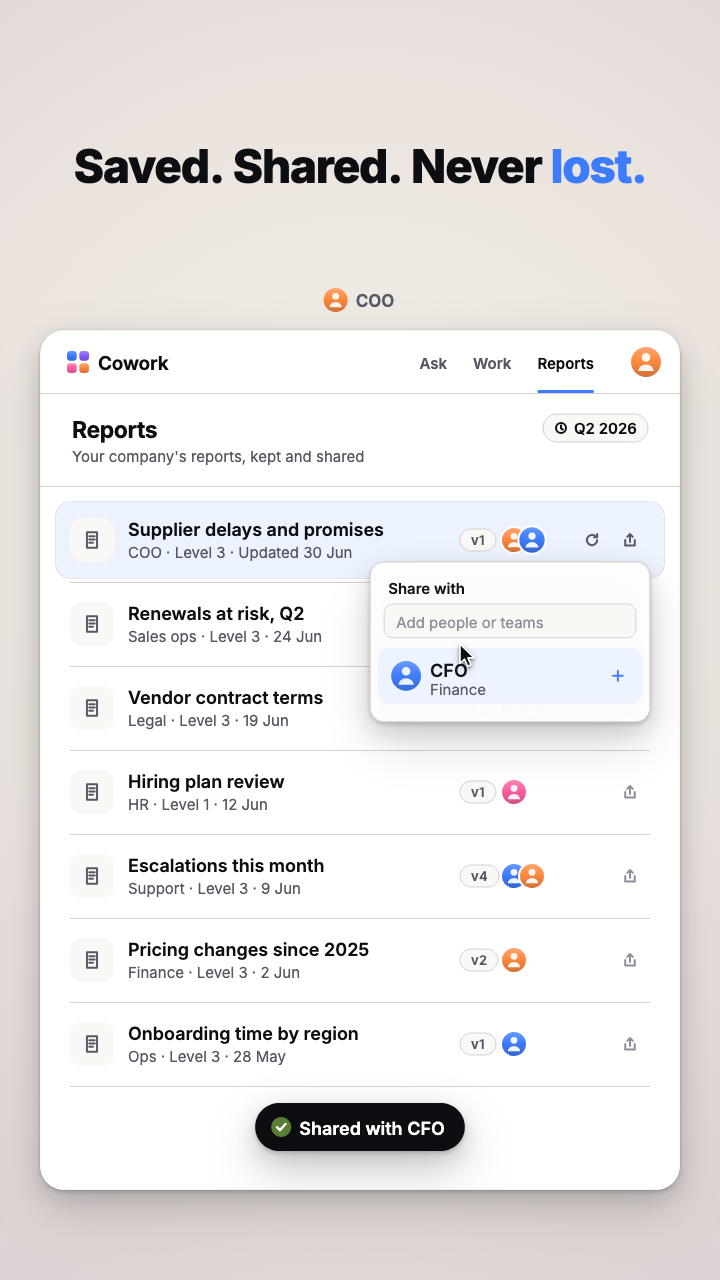 Saved. Shared. Never lost.
COO
Cowork
Ask
Work
Reports
Reports
Q2 2026
Your company's reports, kept and shared
Supplier delays and promises
COO · Level 3 · Updated 30 Jun
v1
Share with
Add people or teams
CFO
Finance
Renewals at risk, Q2
Sales ops · Level 3 · 24 Jun
Vendor contract terms
Legal · Level 3 · 19 Jun
Hiring plan review
HR · Level 1 · 12 Jun
v1
Escalations this month
Support · Level 3 · 9 Jun
v4
Pricing changes since 2025
Finance · Level 3 · 2 Jun
v2
Onboarding time by region
Ops · Level 3 · 28 May
v1
Shared with CFO